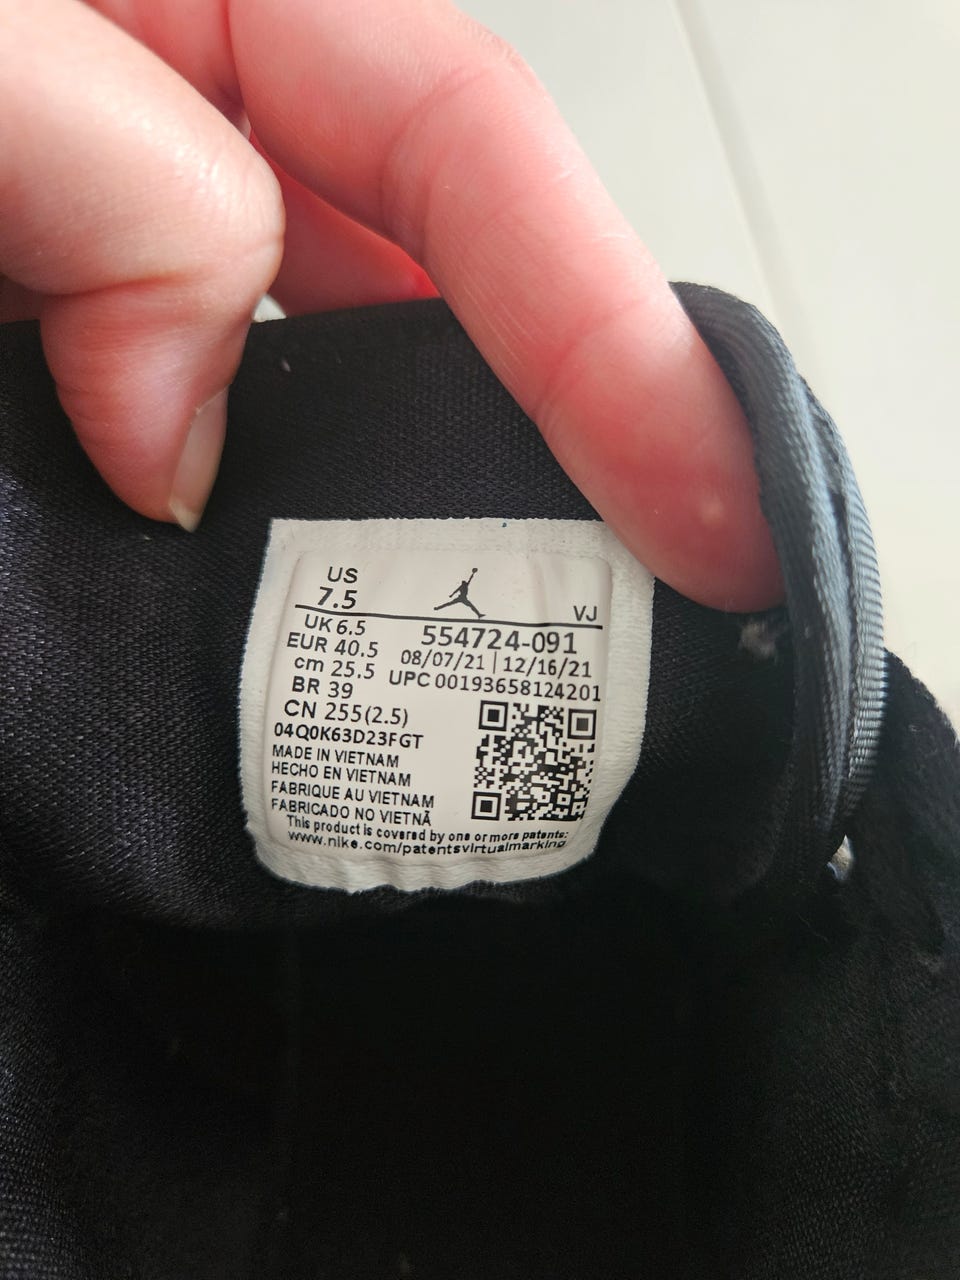 US
7.5
VJ
UK 6.5
EUR 40.5
cm 25.5
BR 39
CN 255(2.5)
554724-091
08/07/21 | 12/16/21
UPC 00193658124201
04Q0K63D23FGT
MADE IN VIETNAM
HECHO EN VIETNAM
FABRIQUE AU VIETNAM
FABRICADO NO VIETNÃ
This product is covered by one or more patents:
www.nike.com/patentsvirtualmarking